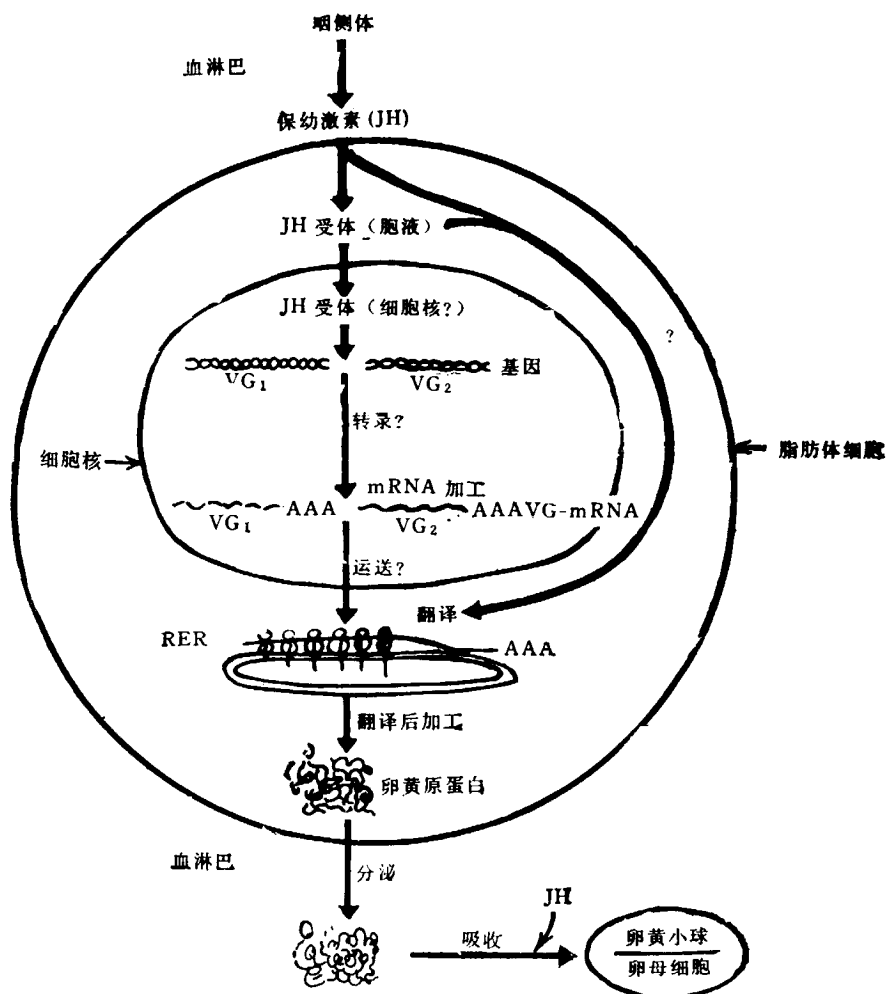 咽侧体
血淋巴
保幼激素(JH)
JH 受体（胞液）
JH 受体（细胞核?）
?
VG₁ VG₂ 基因
转录?
细胞核
脂肪体细胞
mRNA 加工
VG₁ AAA VG₂ AAAVG-mRNA
运送?
翻译
RER AAA
翻译后加工
卵黄原蛋白
血淋巴
分泌
JH
吸收
卵黄小球
卵母细胞